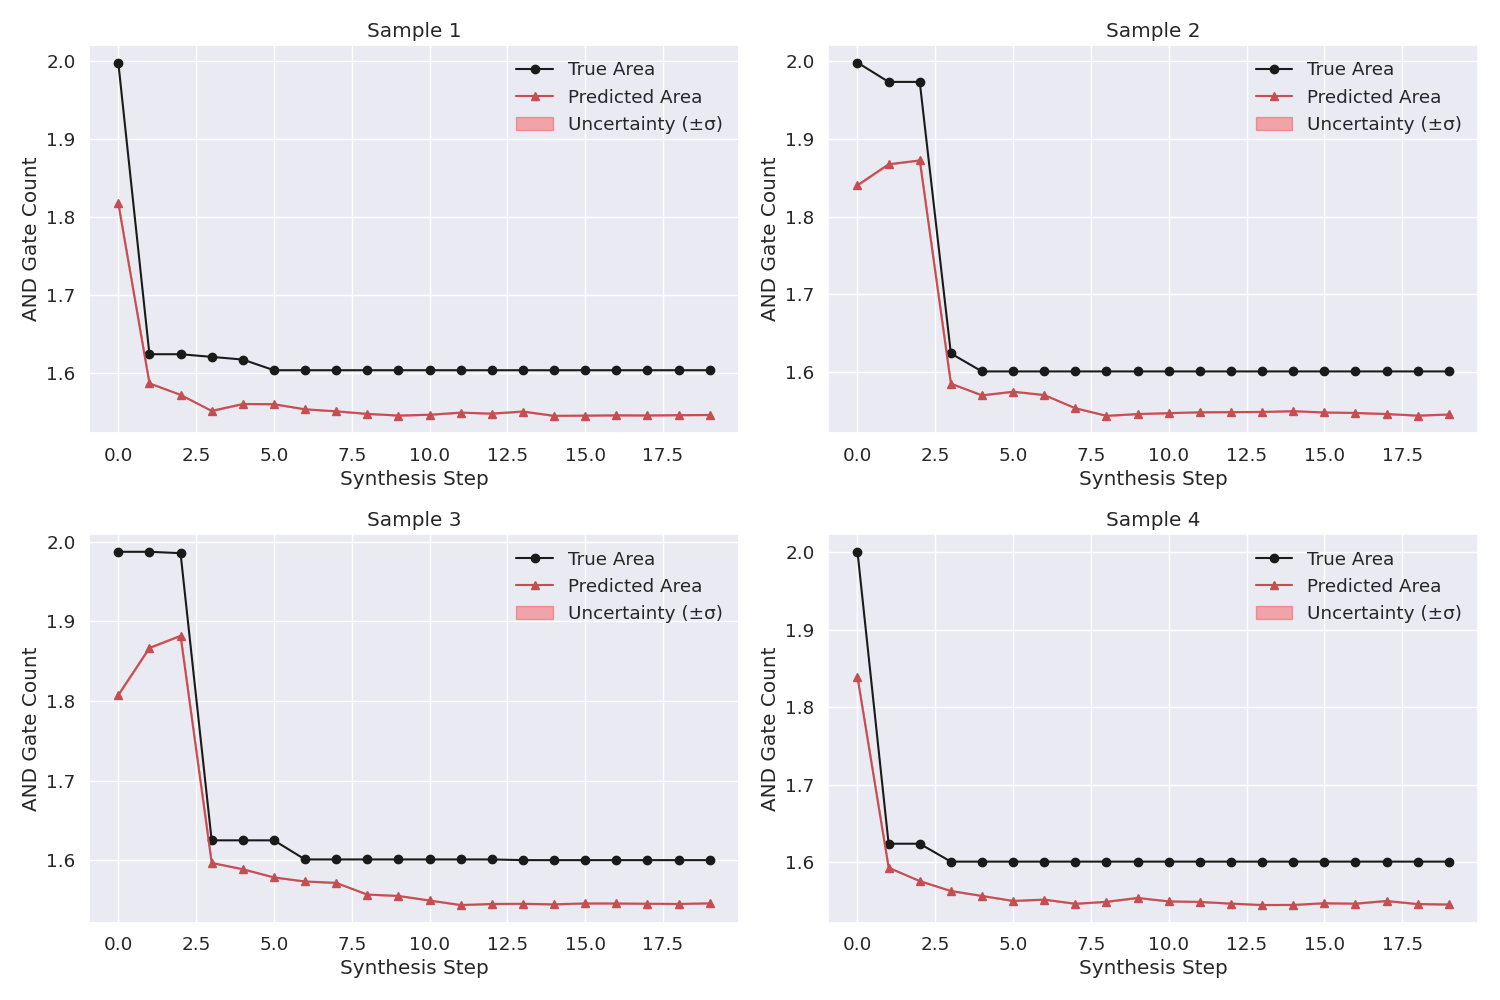 Sample 1
2.0
1.9
1.8
1.7
1.6
AND Gate Count
True Area
Predicted Area
Uncertainty (±σ)
0.0 2.5 5.0 7.5 10.0 12.5 15.0 17.5
Synthesis Step
Sample 2
2.0
1.9
1.8
1.7
1.6
AND Gate Count
True Area
Predicted Area
Uncertainty (±σ)
0.0 2.5 5.0 7.5 10.0 12.5 15.0 17.5
Synthesis Step
Sample 3
2.0
1.9
1.8
1.7
1.6
AND Gate Count
True Area
Predicted Area
Uncertainty (±σ)
0.0 2.5 5.0 7.5 10.0 12.5 15.0 17.5
Synthesis Step
Sample 4
2.0
1.9
1.8
1.7
1.6
AND Gate Count
True Area
Predicted Area
Uncertainty (±σ)
0.0 2.5 5.0 7.5 10.0 12.5 15.0 17.5
Synthesis Step